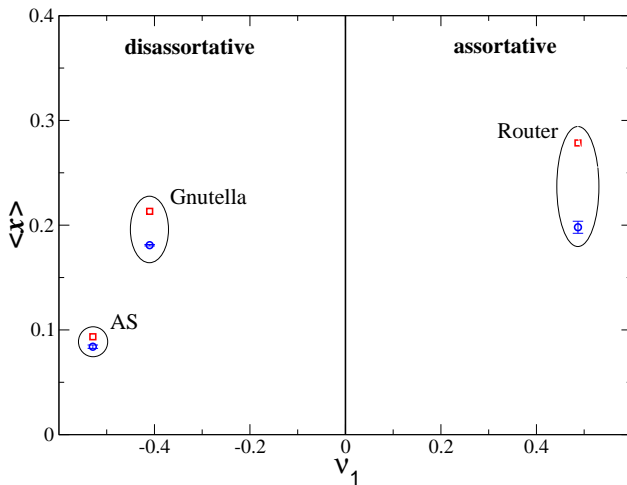 0.4
disassortative
assortative
0.3
Router
Gnutella
<x>
0.2
AS
0.1
0
-0.4
-0.2
0
0.2
0.4
ν1